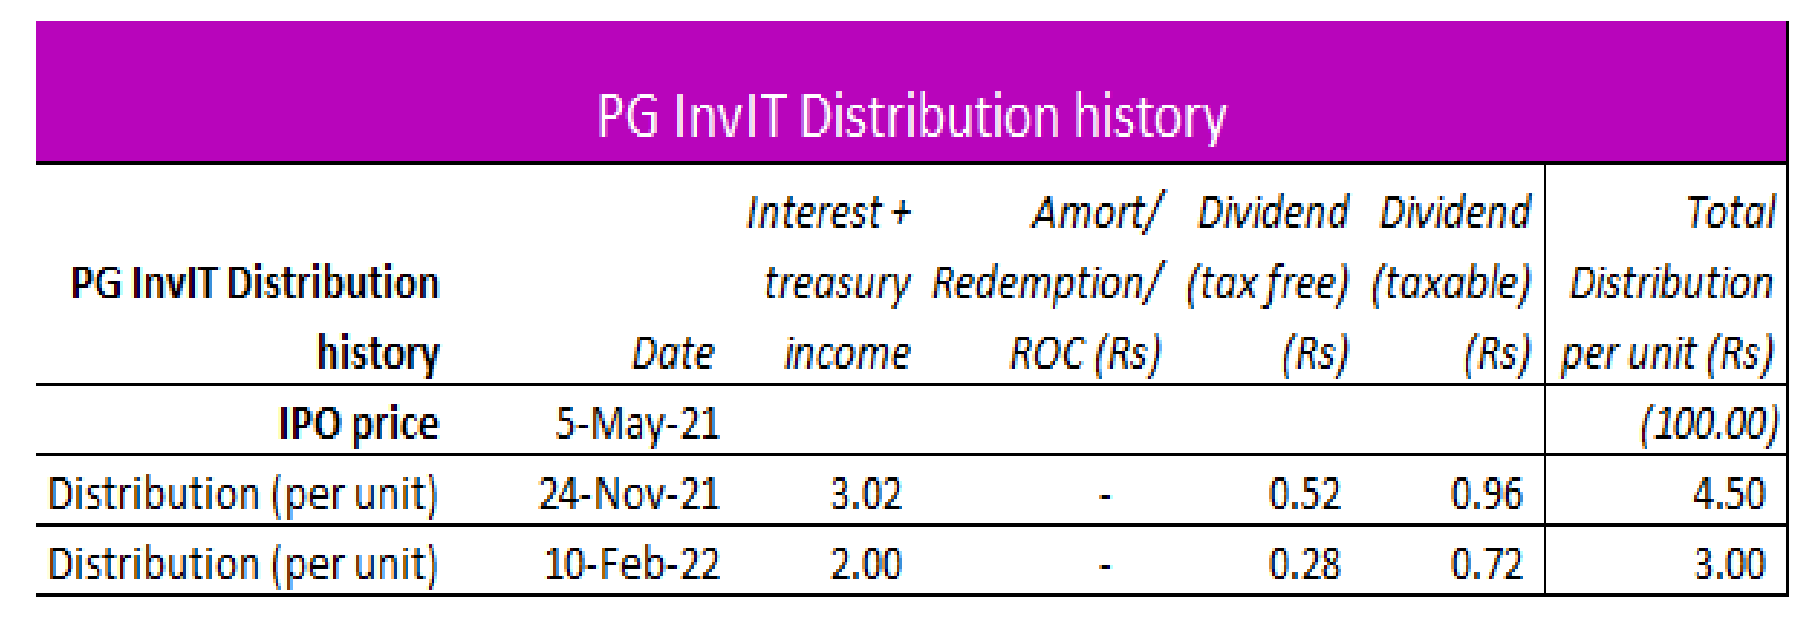 PG InvIT Distribution history
Interest + Amort/ Dividend Dividend Total
PG InvIT Distribution treasury Redemption/ (tax free) (taxable) Distribution
history Date income ROC (Rs) (Rs) (Rs) per unit (Rs)
IPO price 5-May-21 (100.00)
Distribution (per unit) 24-Nov-21 3.02 - 0.52 0.96 4.50
Distribution (per unit) 10-Feb-22 2.00 - 0.28 0.72 3.00